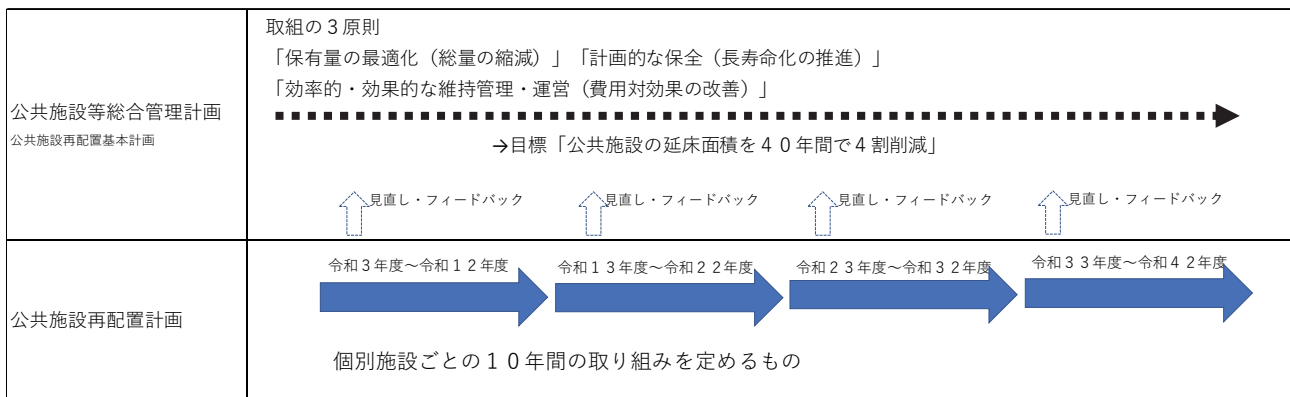 取組の３原則
「保有量の最適化（総量の縮減）」「計画的な保全（長寿命化の推進）」
「効率的・効果的な維持管理・運営（費用対効果の改善）」
公共施設等総合管理計画
公共施設再配置基本計画
→目標「公共施設の延床面積を４０年間で４割削減」
見直し・フィードバック
見直し・フィードバック
見直し・フィードバック
見直し・フィードバック
令和３年度～令和１２年度
令和１３年度～令和２２年度
令和２３年度～令和３２年度
令和３３年度～令和４２年度
公共施設再配置計画
個別施設ごとの１０年間の取り組みを定めるもの